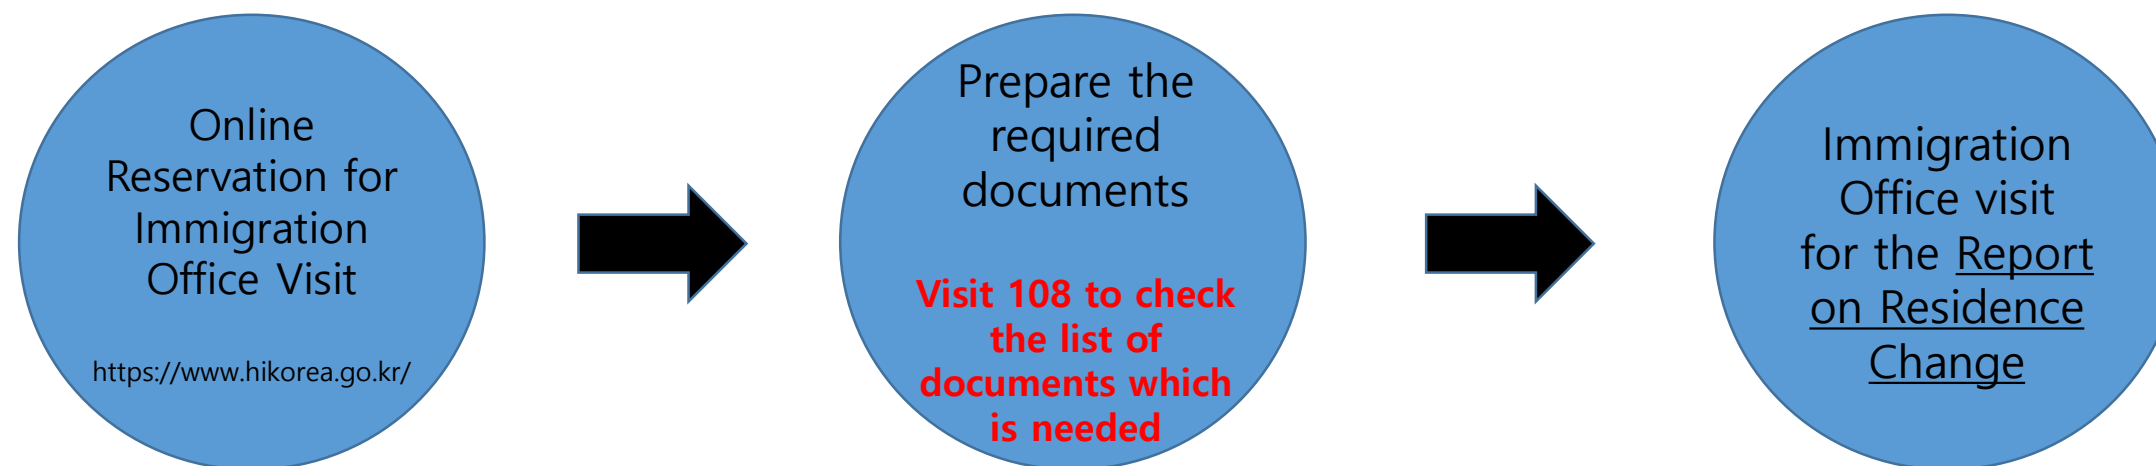 Online
Reservation for
Immigration
Office Visit
https://www.hikorea.go.kr/
Prepare the
required
documents
Visit 108 to check
the list of
documents which
is needed
Immigration
Office visit
for the Report
on Residence
Change